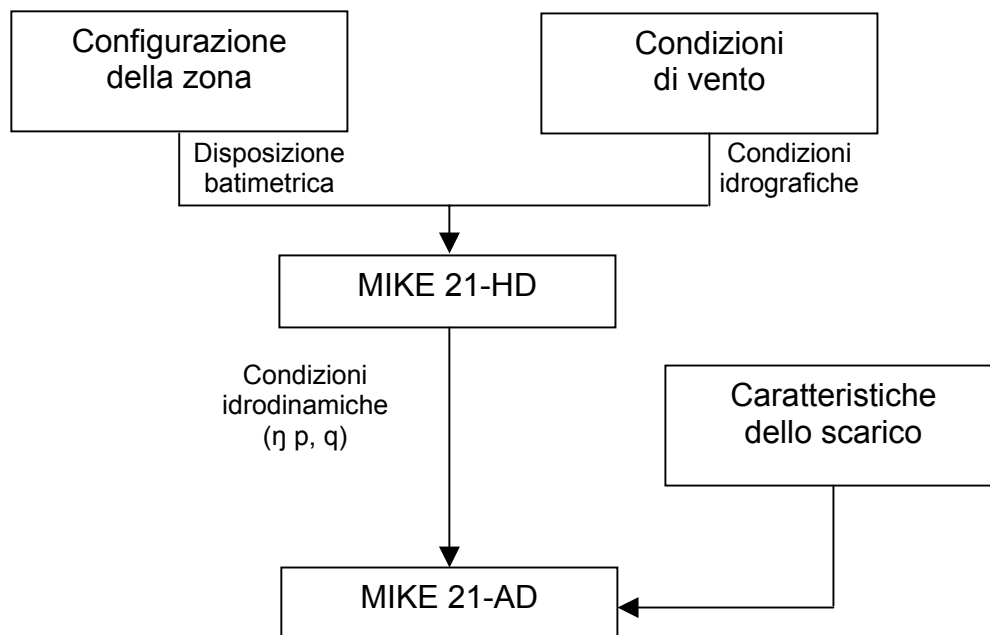 Configurazione
della zona
Condizioni
di vento
Disposizione
batimetrica
Condizioni
idrografiche
MIKE 21-HD
Condizioni
idrodinamiche
(η p, q)
Caratteristiche
dello scarico
MIKE 21-AD